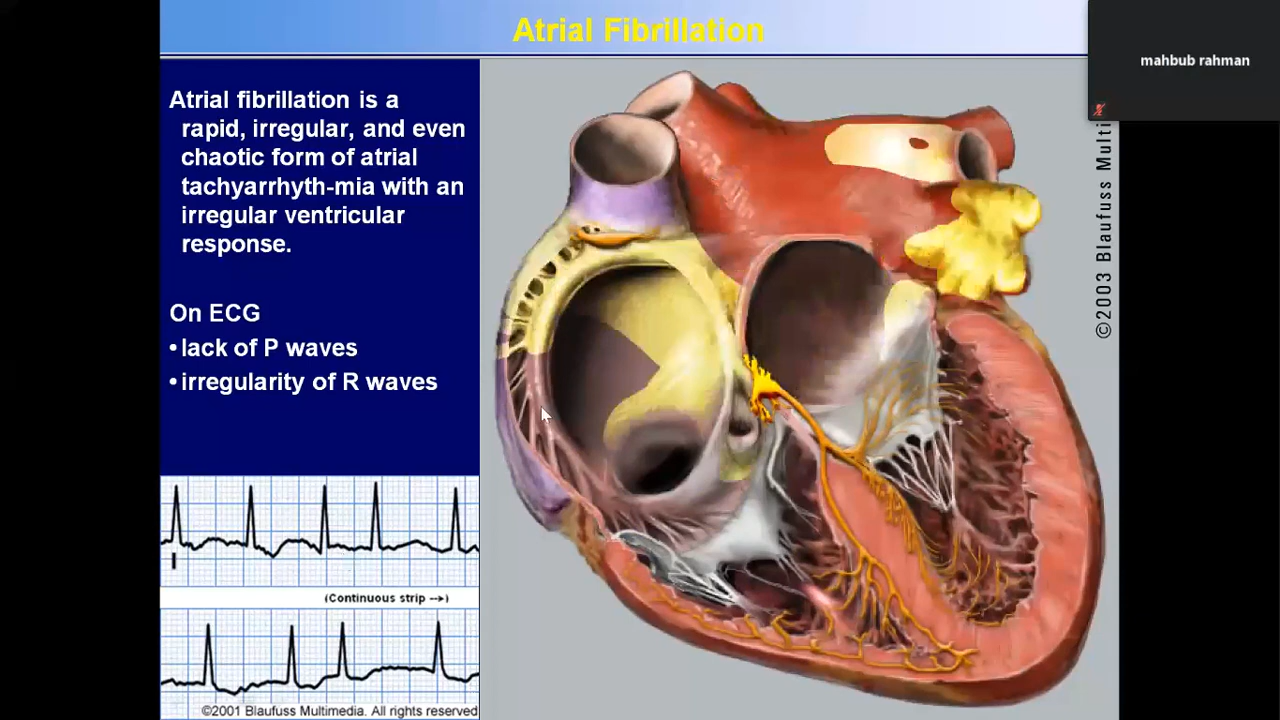 Atrial Fibrillation
mahbub rahman
Atrial fibrillation is a
rapid, irregular, and even
chaotic form of atrial
tachyarrhyth-mia with an
irregular ventricular
response.
On ECG
• lack of P waves
• irregularity of R waves
I
(Continuous strip -->)
©2001 Blaufuss Multimedia. All rights reserved
©2003 Blaufuss Multi